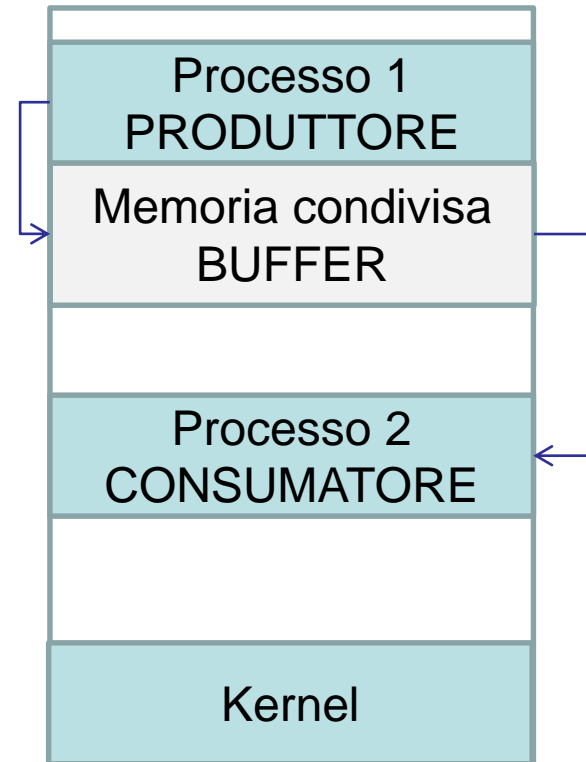 Processo 1
PRODUTTORE
Memoria condivisa
BUFFER
Processo 2
CONSUMATORE
Kernel